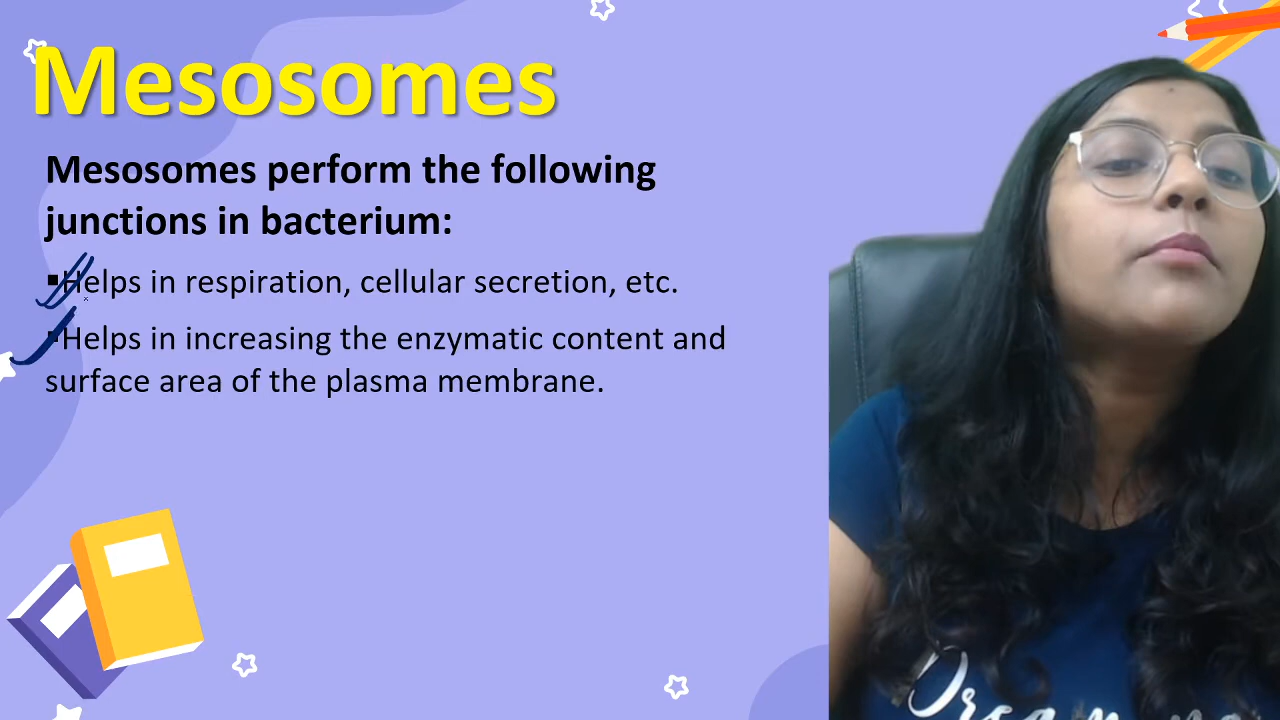 Mesosomes
Mesosomes perform the following
junctions in bacterium:
▪Helps in respiration, cellular secretion, etc.
▪Helps in increasing the enzymatic content and
surface area of the plasma membrane.